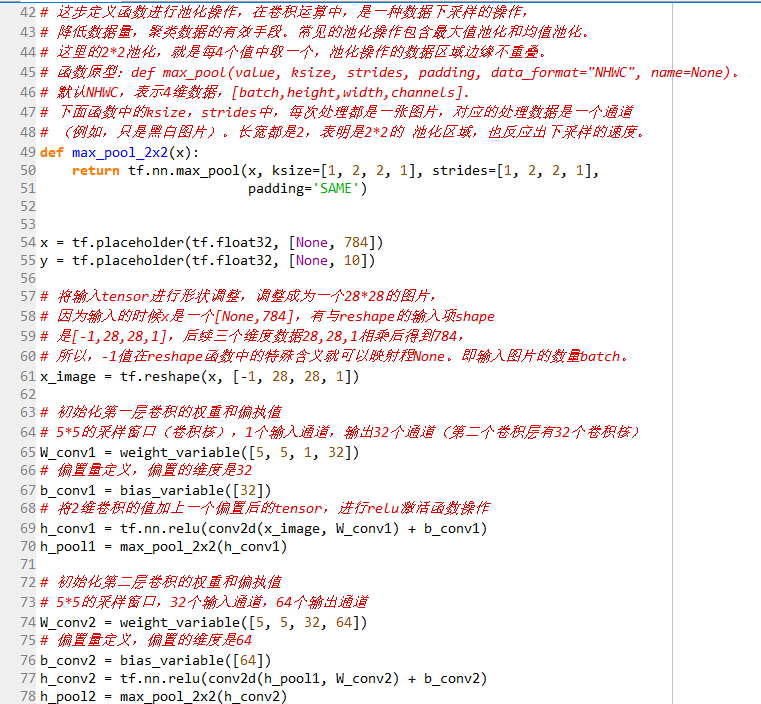 42 # 这步定义函数进行池化操作，在卷积运算中，是一种数据下采样的操作，
43 # 降低数据量，聚类数据的有效手段。常见的池化操作包含最大值池化和均值池化。
44 # 这里的2*2池化，就是每4个值中取一个，池化操作的数据区域边缘不重叠。
45 # 函数原型：def max_pool(value, ksize, strides, padding, data_format="NHWC", name=None)。
46 # 默认NHWC，表示4维数据，[batch,height,width,channels].
47 # 下面函数中的ksize，strides中，每次处理都是一张图片，对应的处理数据是一个通道
48 # （例如，只是黑白图片）。长宽都是2，表明是2*2的 池化区域，也反应出下采样的速度。
49 def max_pool_2x2(x):
50     return tf.nn.max_pool(x, ksize=[1, 2, 2, 1], strides=[1, 2, 2, 1],
51                           padding='SAME')
52
53
54 x = tf.placeholder(tf.float32, [None, 784])
55 y = tf.placeholder(tf.float32, [None, 10])
56
57 # 将输入tensor进行形状调整，调整成为一个28*28的图片，
58 # 因为输入的时候x是一个[None,784]，有与reshape的输入项shape
59 # 是[-1,28,28,1]，后续三个维度数据28,28,1相乘后得到784，
60 # 所以，-1值在reshape函数中的特殊含义就可以映射程None。即输入图片的数量batch。
61 x_image = tf.reshape(x, [-1, 28, 28, 1])
62
63 # 初始化第一层卷积的权重和偏执值
64 # 5*5的采样窗口（卷积核），1个输入通道，输出32个通道（第二个卷积层有32个卷积核）
65 W_conv1 = weight_variable([5, 5, 1, 32])
66 # 偏置量定义，偏置的维度是32
67 b_conv1 = bias_variable([32])
68 # 将2维卷积的值加上一个偏置后的tensor，进行relu激活函数操作
69 h_conv1 = tf.nn.relu(conv2d(x_image, W_conv1) + b_conv1)
70 h_pool1 = max_pool_2x2(h_conv1)
71
72 # 初始化第二层卷积的权重和偏执值
73 # 5*5的采样窗口，32个输入通道，64个输出通道
74 W_conv2 = weight_variable([5, 5, 32, 64])
75 # 偏置量定义，偏置的维度是64
76 b_conv2 = bias_variable([64])
77 h_conv2 = tf.nn.relu(conv2d(h_pool1, W_conv2) + b_conv2)
78 h_pool2 = max_pool_2x2(h_conv2)